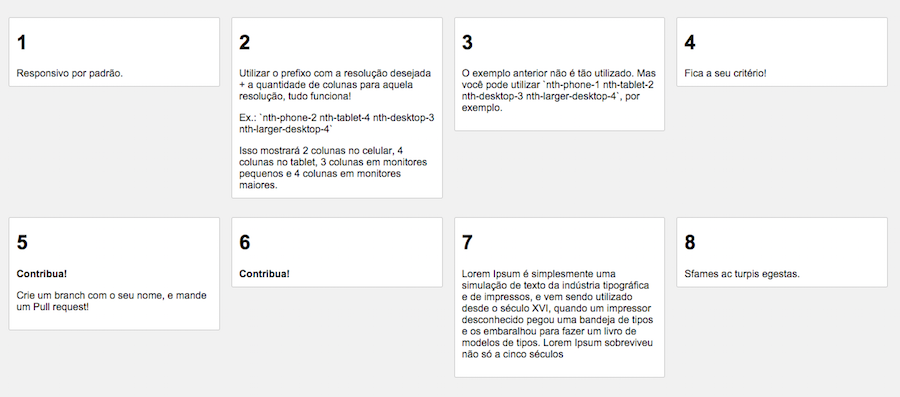 1
Responsivo por padrão.
2
Utilizar o prefixo com a resolução desejada
+ a quantidade de colunas para aquela
resolução, tudo funciona!
Ex.: `nth-phone-2 nth-tablet-4 nth-desktop-3
nth-larger-desktop-4`
Isso mostrará 2 colunas no celular, 4
colunas no tablet, 3 colunas em monitores
pequenos e 4 colunas em monitores
maiores.
3
O exemplo anterior não é tão utilizado. Mas
você pode utilizar `nth-phone-1 nth-tablet-2
nth-desktop-3 nth-larger-desktop-4`, por
exemplo.
4
Fica a seu critério!
5
Contribua!
Crie um branch com o seu nome, e mande
um Pull request!
6
Contribua!
7
Lorem Ipsum é simplesmente uma
simulação de texto da indústria tipográfica
e de impressos, e vem sendo utilizado
desde o século XVI, quando um impressor
desconhecido pegou uma bandeja de tipos
e os embaralhou para fazer um livro de
modelos de tipos. Lorem Ipsum sobreviveu
não só a cinco séculos
8
Sfames ac turpis egestas.